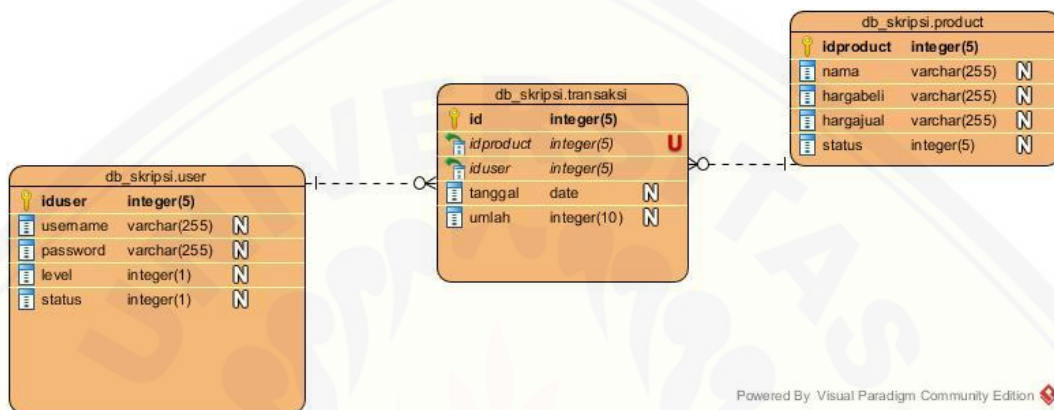 db_skripsi.product
idproduct integer(5)
nama varchar(255) N
hargabeli varchar(255) N
hargajual varchar(255) N
status integer(5) N
db_skripsi.transaksi
id integer(5)
idproduct integer(5) U
iduser integer(5)
tanggal date N
umlah integer(10) N
db_skripsi.user
iduser integer(5)
username varchar(255) N
password varchar(255) N
level integer(1) N
status integer(1) N
UNIVERSITAS
Powered By Visual Paradigm Community Edition